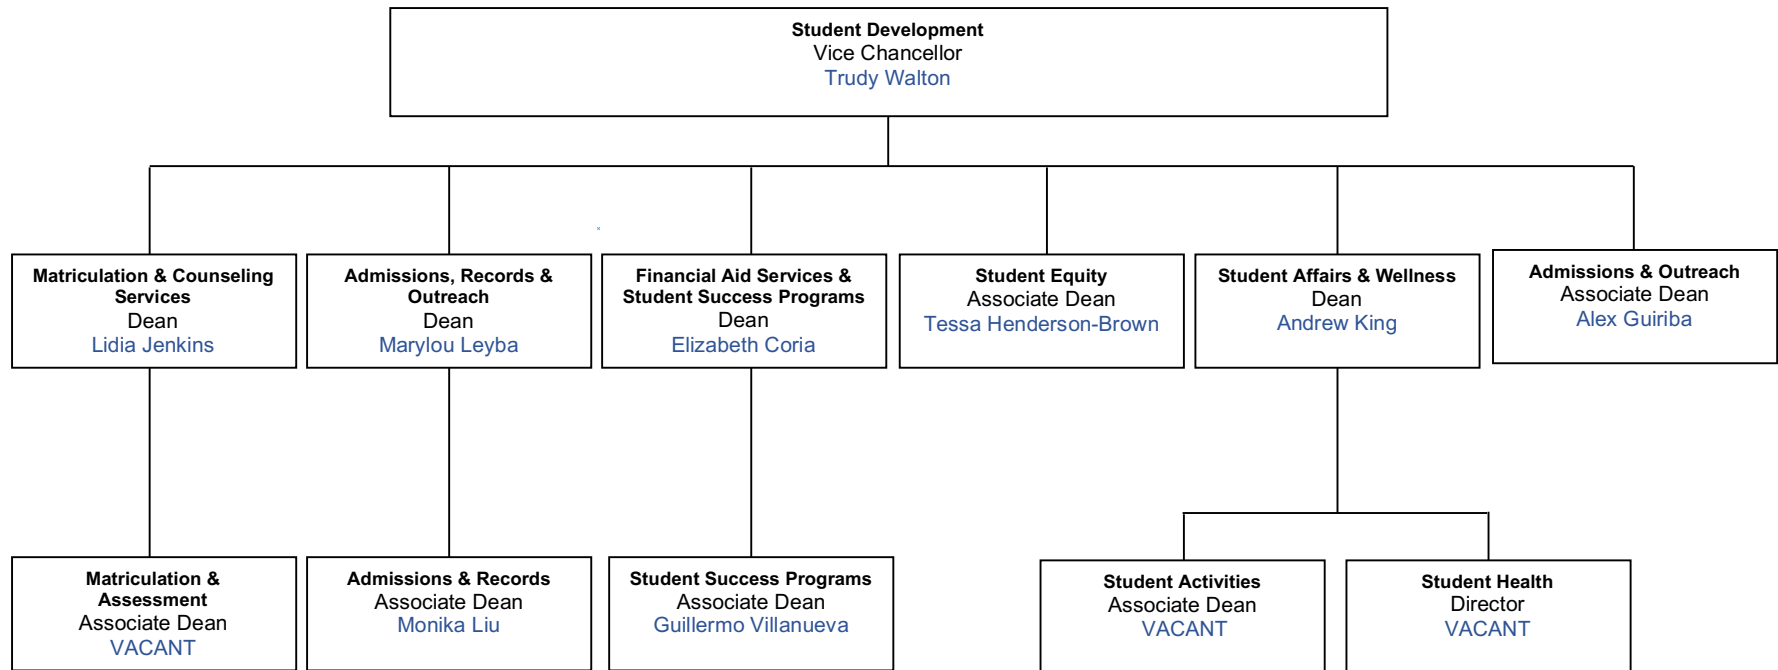 Student Development
Vice Chancellor
Trudy Walton
Matriculation & Counseling
Services
Dean
Lidia Jenkins
Admissions, Records &
Outreach
Dean
Marylou Leyba
Financial Aid Services &
Student Success Programs
Dean
Elizabeth Coria
Student Equity
Associate Dean
Tessa Henderson-Brown
Student Affairs & Wellness
Dean
Andrew King
Admissions & Outreach
Associate Dean
Alex Guiriba
Matriculation &
Assessment
Associate Dean
VACANT
Admissions & Records
Associate Dean
Monika Liu
Student Success Programs
Associate Dean
Guillermo Villanueva
Student Activities
Associate Dean
VACANT
Student Health
Director
VACANT